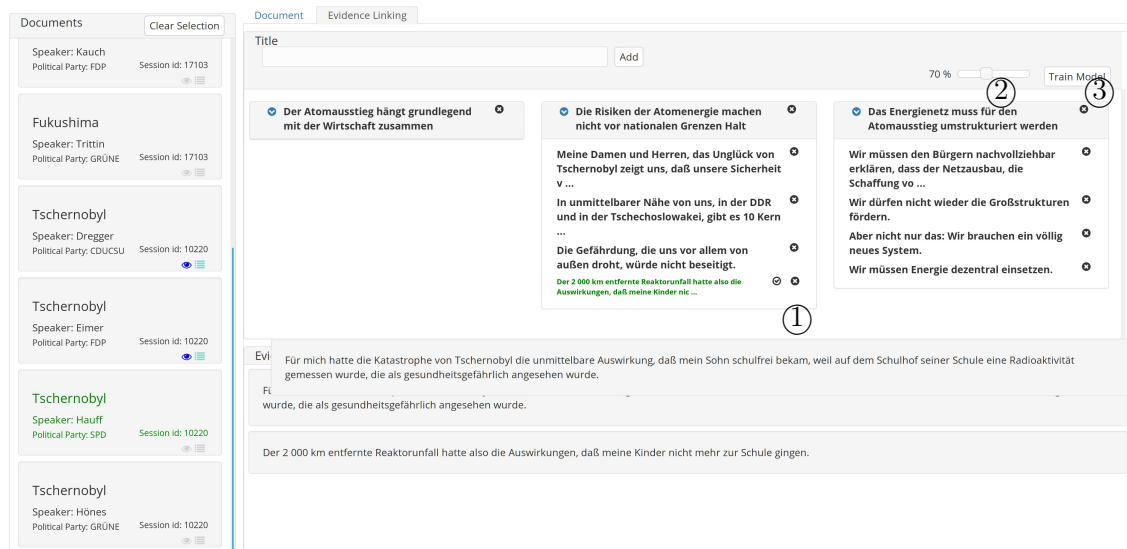 Documents
Clear Selection
Speaker: Kauch
Political Party: FDP
Session id: 17103
Fukushima
Speaker: Trittin
Political Party: GRÜNE
Session id: 17103
Tschernobyl
Speaker: Dregger
Political Party: CDUCSU
Session id: 10220
Tschernobyl
Speaker: Eimer
Political Party: FDP
Session id: 10220
Tschernobyl
Speaker: Hauff
Political Party: SPD
Session id: 10220
Tschernobyl
Speaker: Hönes
Political Party: GRÜNE
Session id: 10220
Document
Evidence Linking
Title
Add
70 %
Train Model
2
3
Der Atomausstieg hängt grundlegend
mit der Wirtschaft zusammen
Die Risiken der Atomenergie machen
nicht vor nationalen Grenzen Halt
Meine Damen und Herren, das Unglück von
Tschernobyl zeigt uns, daß unsere Sicherheit
v ...
In unmittelbarer Nähe von uns, in der DDR
und in der Tschechoslowakei, gibt es 10 Kern
...
Die Gefährdung, die uns vor allem von
außen droht, würde nicht beseitigt.
Der 2 000 km entfernte Reaktorunfall hatte also die
Auswirkungen, daß meine Kinder nic ...
1
Das Energienetz muss für den
Atomausstieg umstrukturiert werden
Wir müssen den Bürgern nachvollziehbar
erklären, dass der Netzausbau, die
Schaffung vo ...
Wir dürfen nicht wieder die Großstrukturen
fördern.
Aber nicht nur das: Wir brauchen ein völlig
neues System.
Wir müssen Energie dezentral einsetzen.
Evi
Für mich hatte die Katastrophe von Tschernobyl die unmittelbare Auswirkung, daß mein Sohn schulfrei bekam, weil auf dem Schulhof seiner Schule eine Radioaktivität
gemessen wurde, die als gesundheitsgefährlich angesehen wurde.
Fü
wurde, die als gesundheitsgefährlich angesehen wurde.
Der 2 000 km entfernte Reaktorunfall hatte also die Auswirkungen, daß meine Kinder nicht mehr zur Schule gingen.